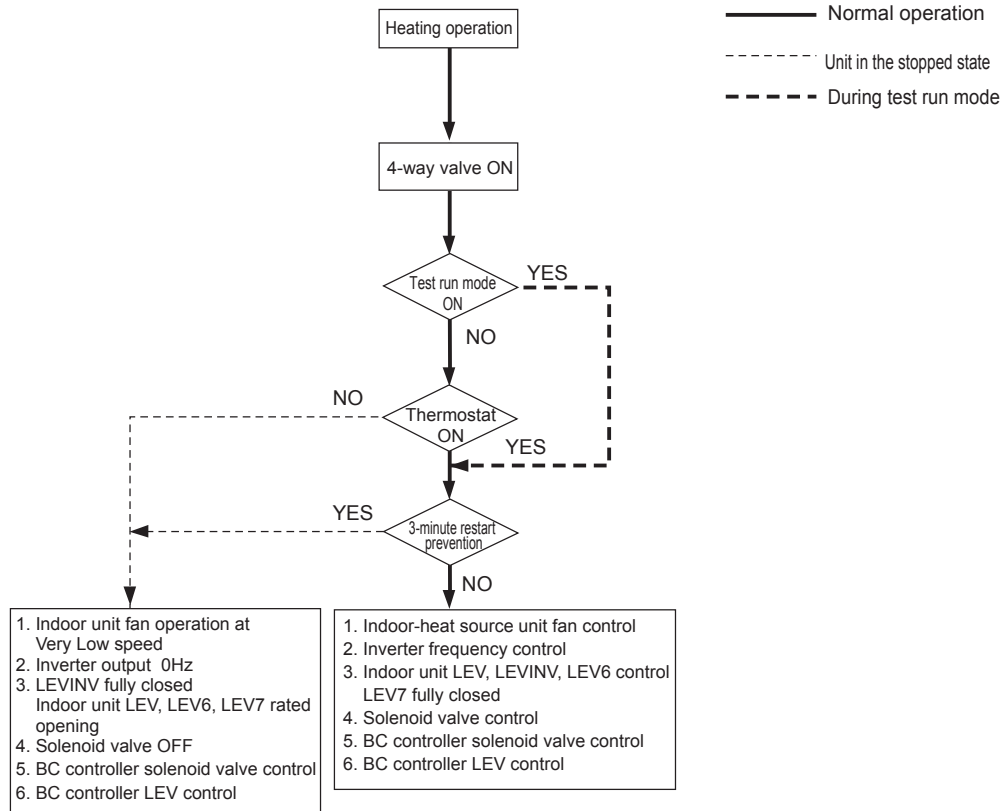 Heating operation
Normal operation
Unit in the stopped state
During test run mode
4-way valve ON
Test run mode
ON
YES
NO
NO
Thermostat
ON
YES
YES
3-minute restart
prevention
NO
1. Indoor unit fan operation at
Very Low speed
2. Inverter output 0Hz
3. LEVINV fully closed
Indoor unit LEV, LEV6, LEV7 rated
opening
4. Solenoid valve OFF
5. BC controller solenoid valve control
6. BC controller LEV control
1. Indoor-heat source unit fan control
2. Inverter frequency control
3. Indoor unit LEV, LEVINV, LEV6 control
LEV7 fully closed
4. Solenoid valve control
5. BC controller solenoid valve control
6. BC controller LEV control